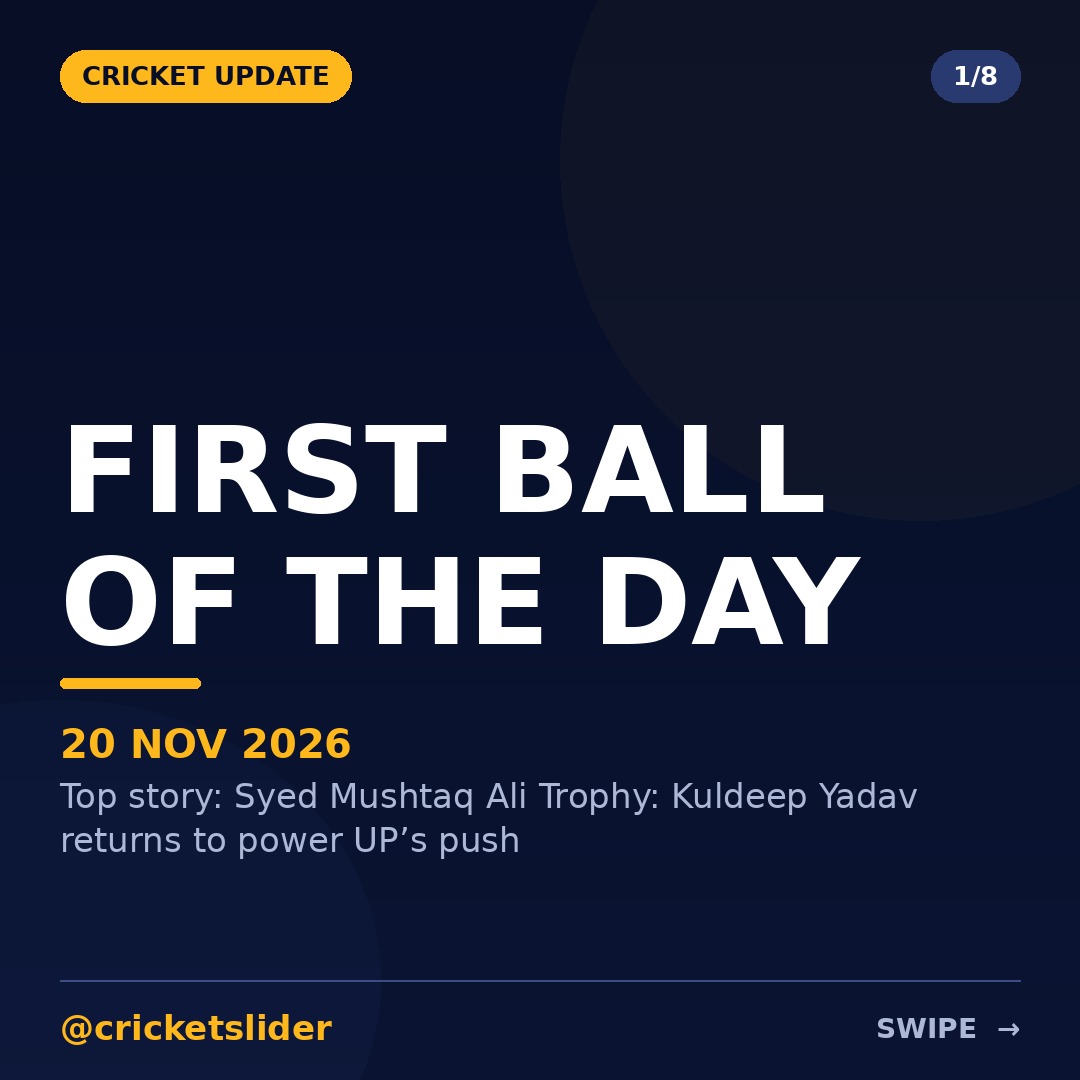 CRICKET UPDATE
1/8
FIRST BALL
OF THE DAY
20 NOV 2026
Top story: Syed Mushtaq Ali Trophy: Kuldeep Yadav
returns to power UP’s push
@cricketslider
SWIPE →